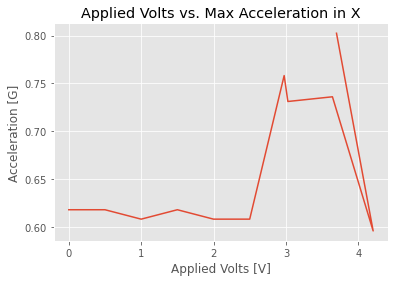 Applied Volts vs. Max Acceleration in X
Acceleration [G]
0.80
0.75
0.70
0.65
0.60
0 1 2 3 4
Applied Volts [V]